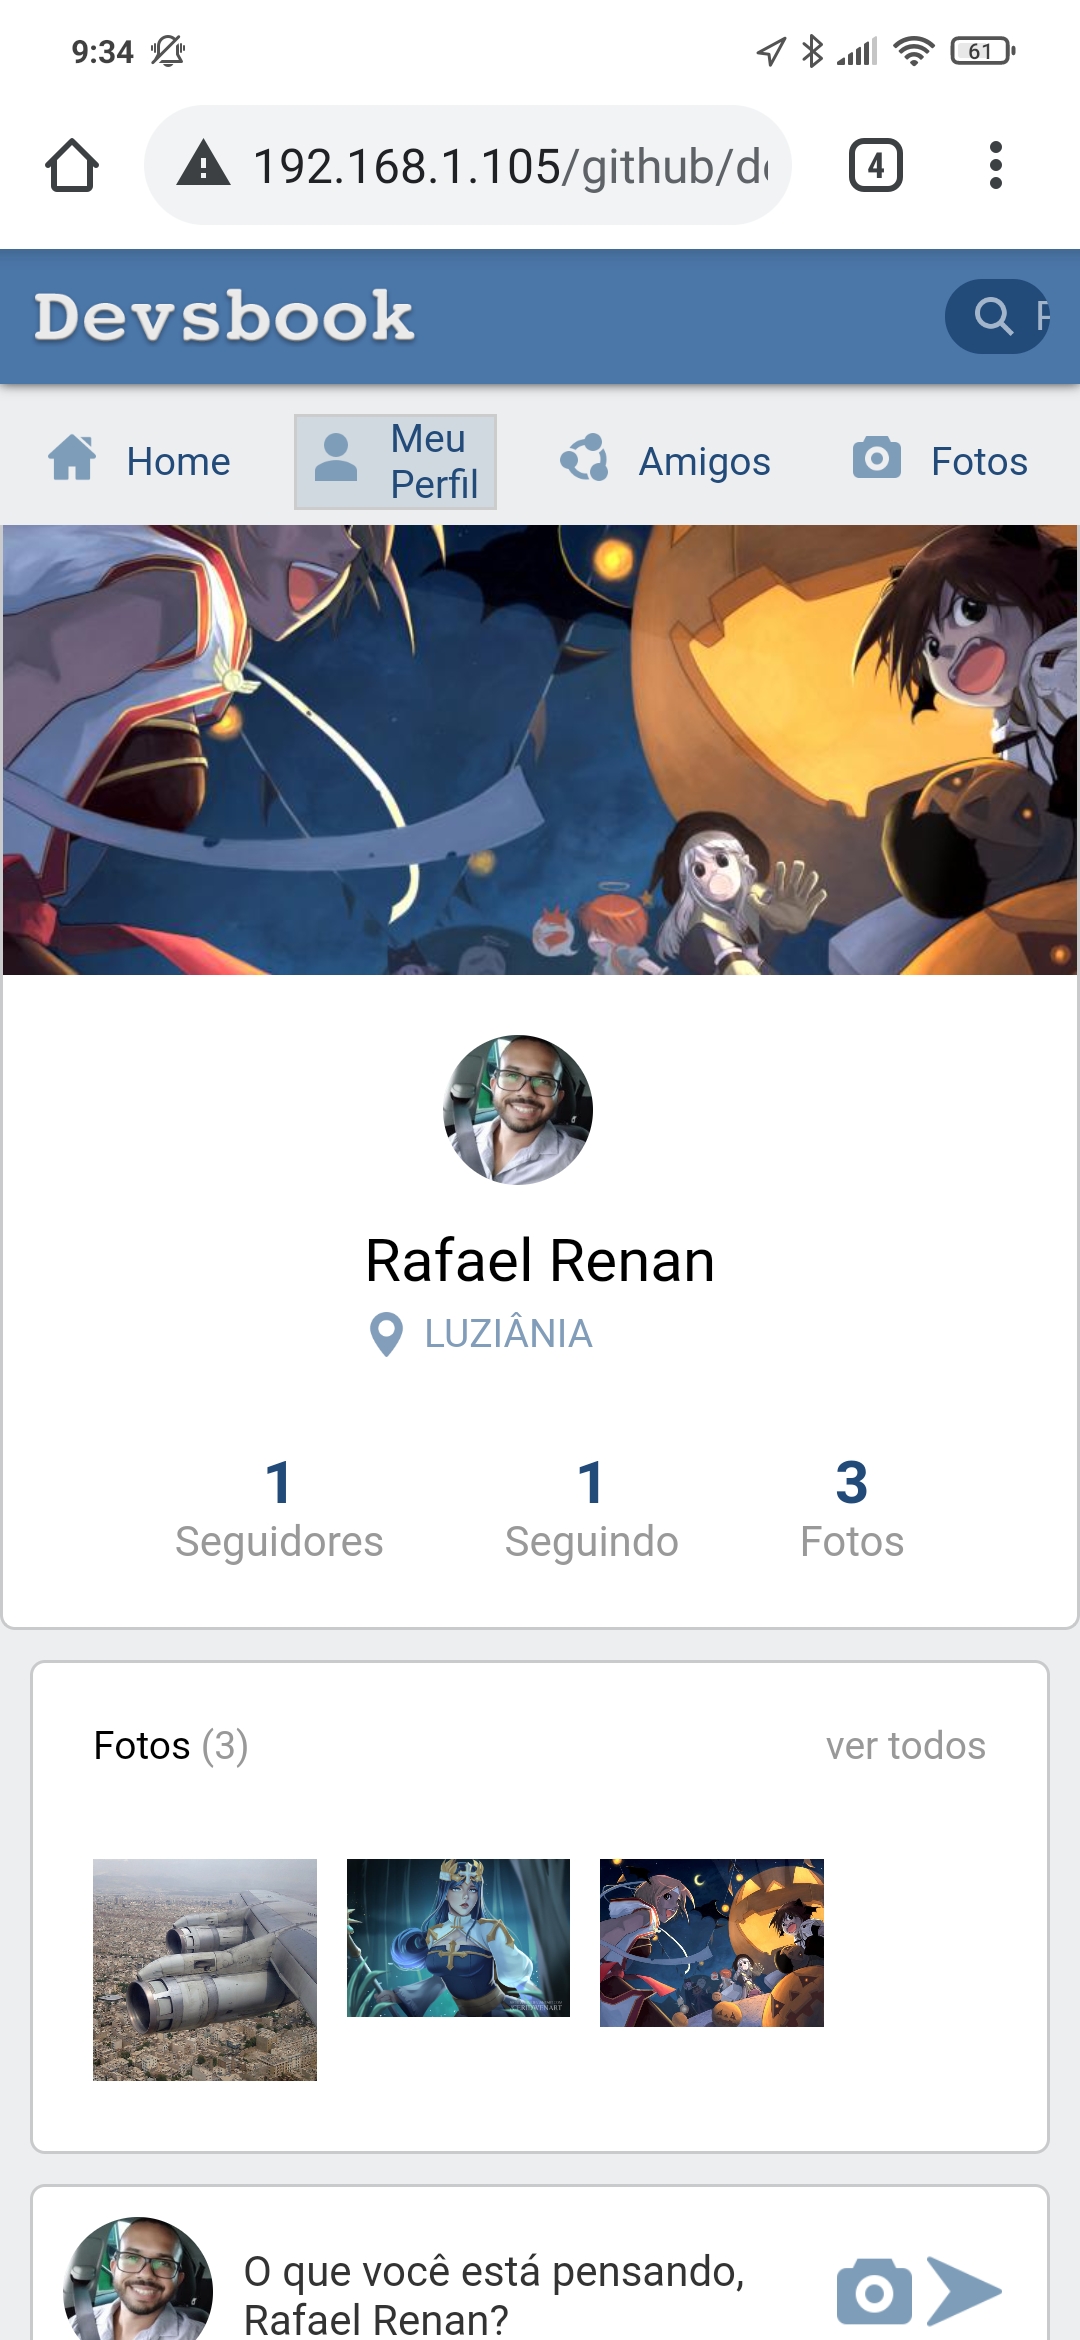 9:34
61
192.168.1.105/github/de
4
Devsbook
Home
Meu
Perfil
Amigos
Fotos
Rafael Renan
LUZIÂNIA
1
Seguidores
1
Seguindo
3
Fotos
Fotos (3)
ver todos
O que você está pensando,
Rafael Renan?